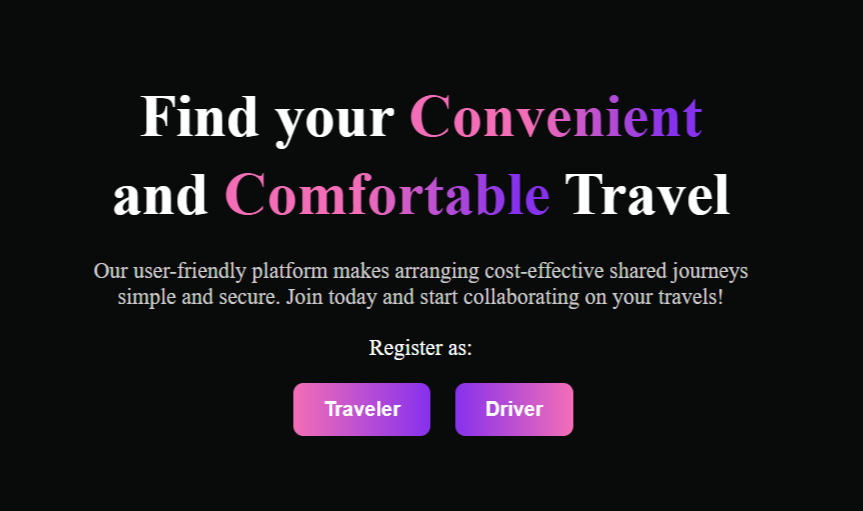 Find your Convenient
and Comfortable Travel
Our user-friendly platform makes arranging cost-effective shared journeys
simple and secure. Join today and start collaborating on your travels!
Register as:
Traveler Driver